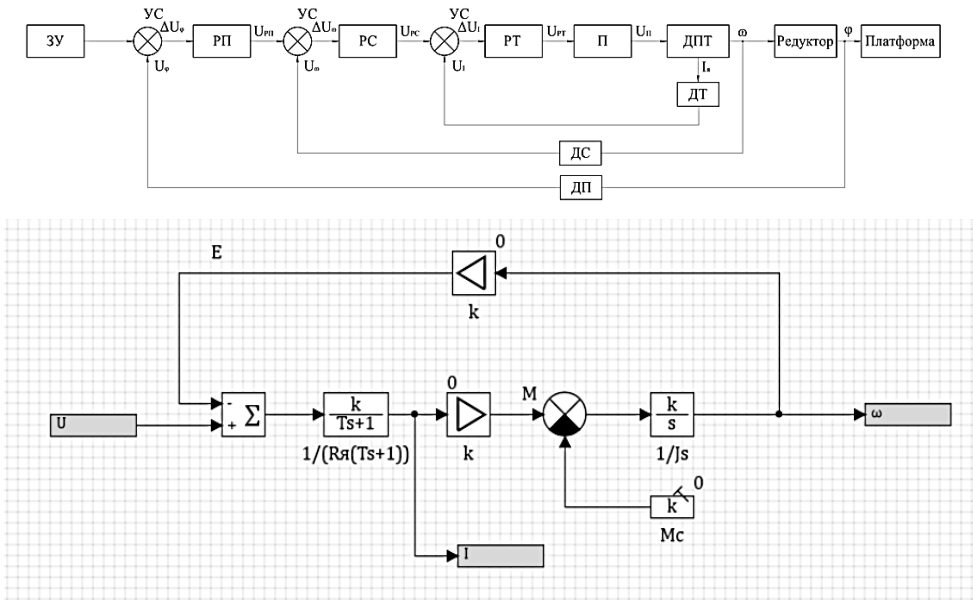 УС УС УС
ЗУ ΔUφ РП UРП ΔUω РС UРС ΔUI РТ UРТ П UП ДПТ ω Редуктор φ Платформа
Uφ Uω UI Iя
ДТ
ДС
ДП
E 0
k
0 M
U - + Σ k/(Ts+1) k/s ω
1/(Rя(Ts+1)) k 1/Js
0
k
Mc
I